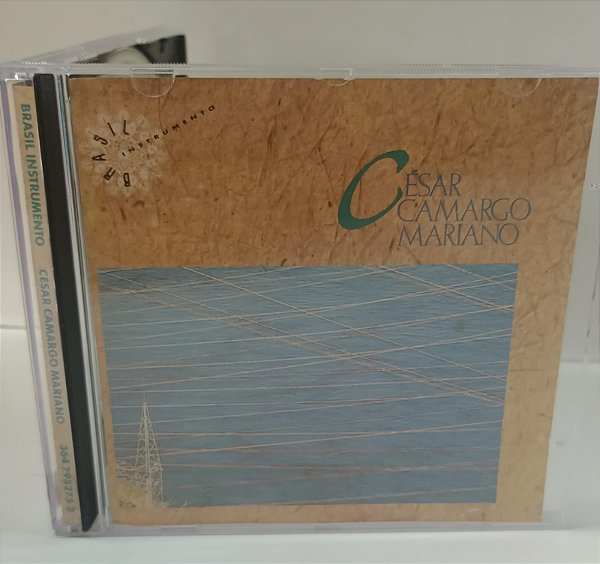 BRASIL
INSTRUMENTO
CÉSAR
CAMARGO
MARIANO
BRASIL INSTRUMENTO CÉSAR CAMARGO MARIANO